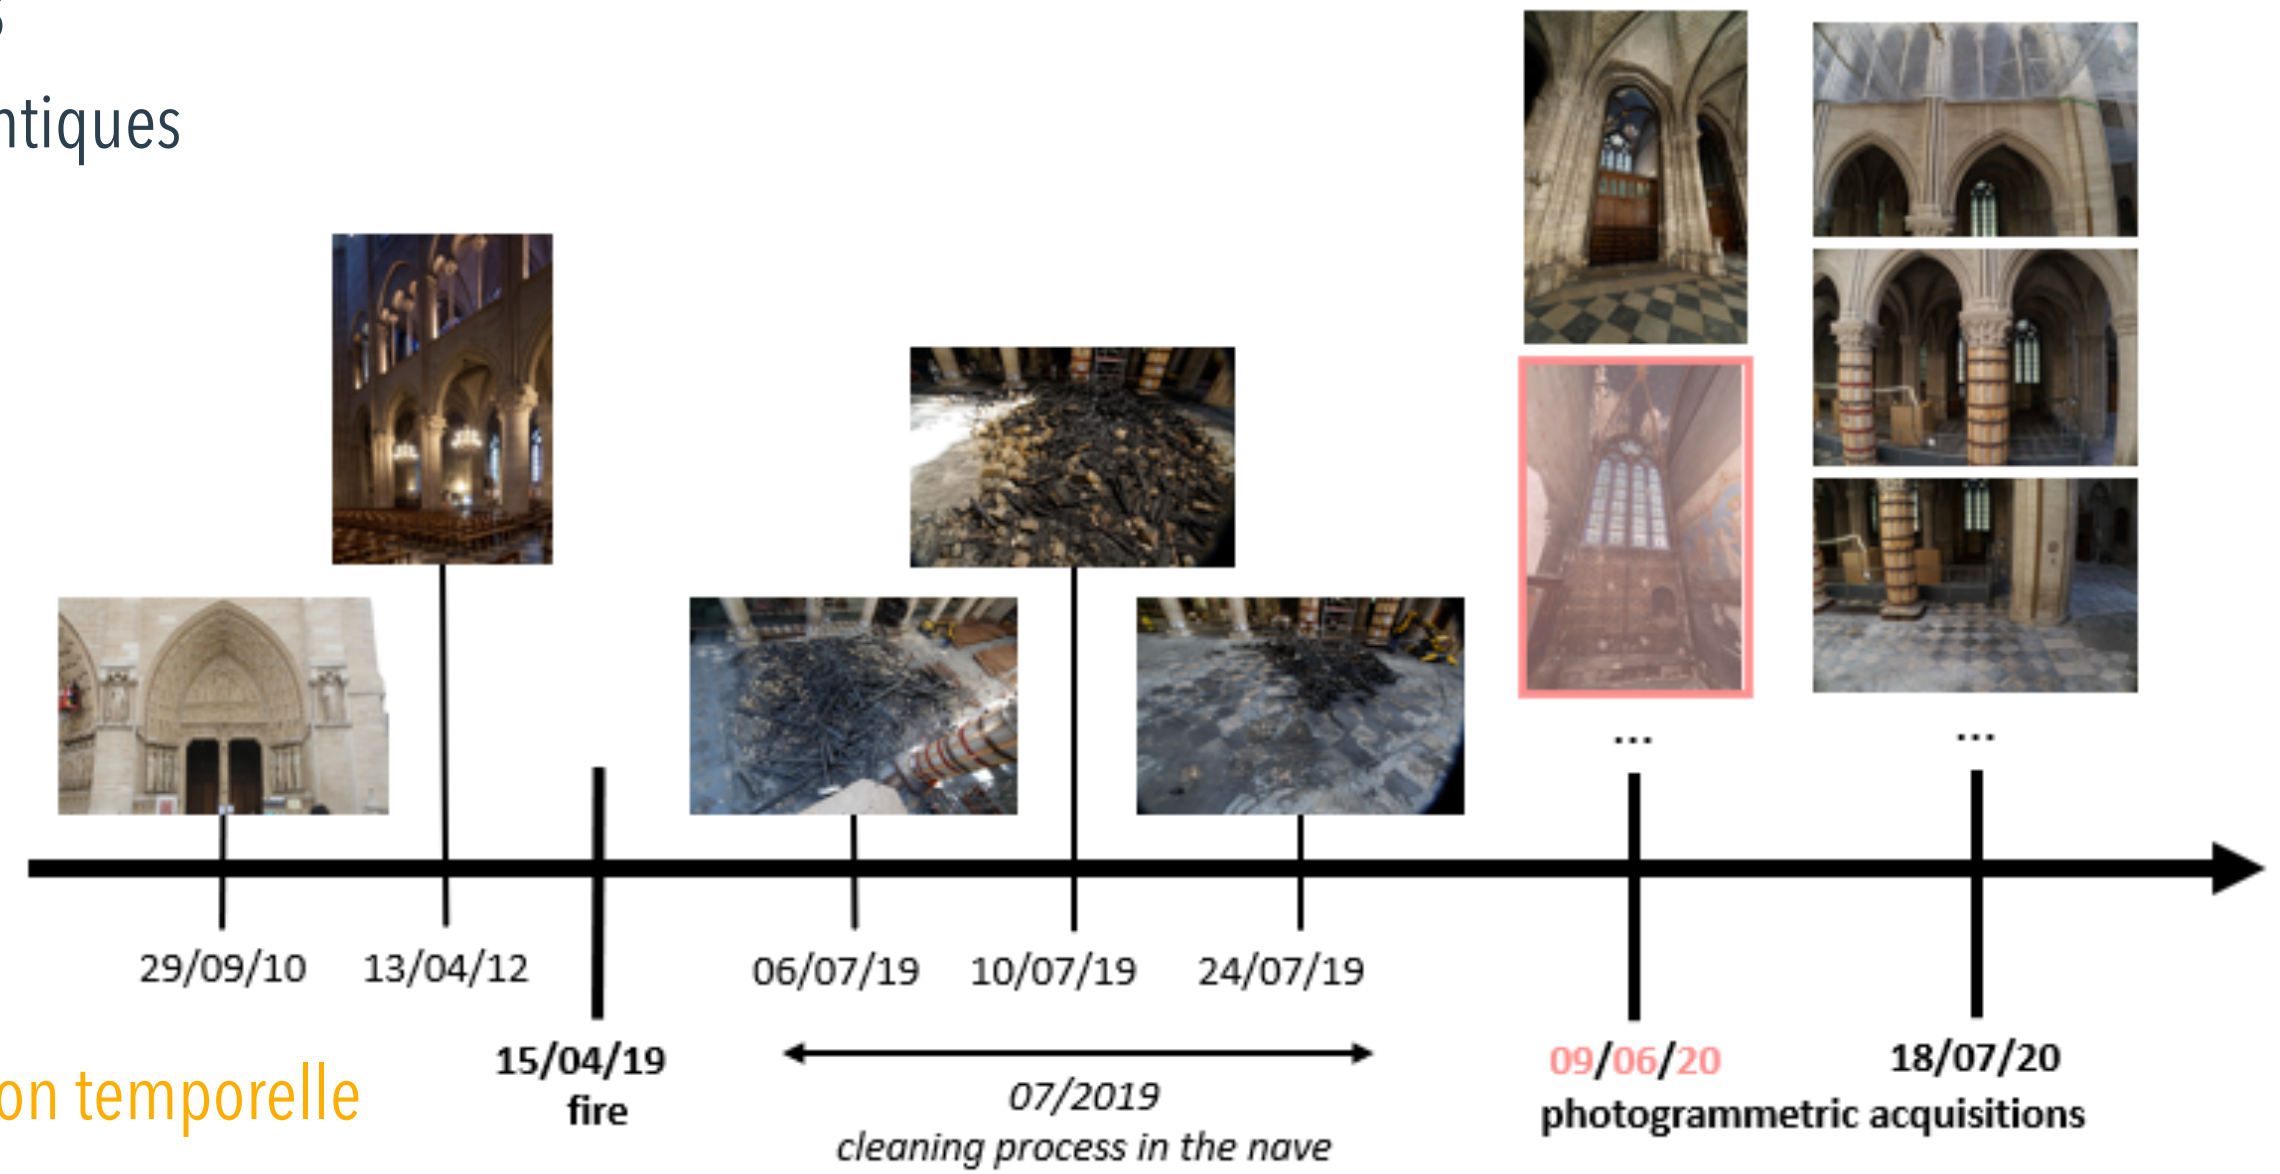 s
ntiques
...
...
29/09/10
13/04/12
06/07/19
10/07/19
24/07/19
15/04/19
fire
07/2019
cleaning process in the nave
09/06/20
18/07/20
photogrammetric acquisitions
on temporelle